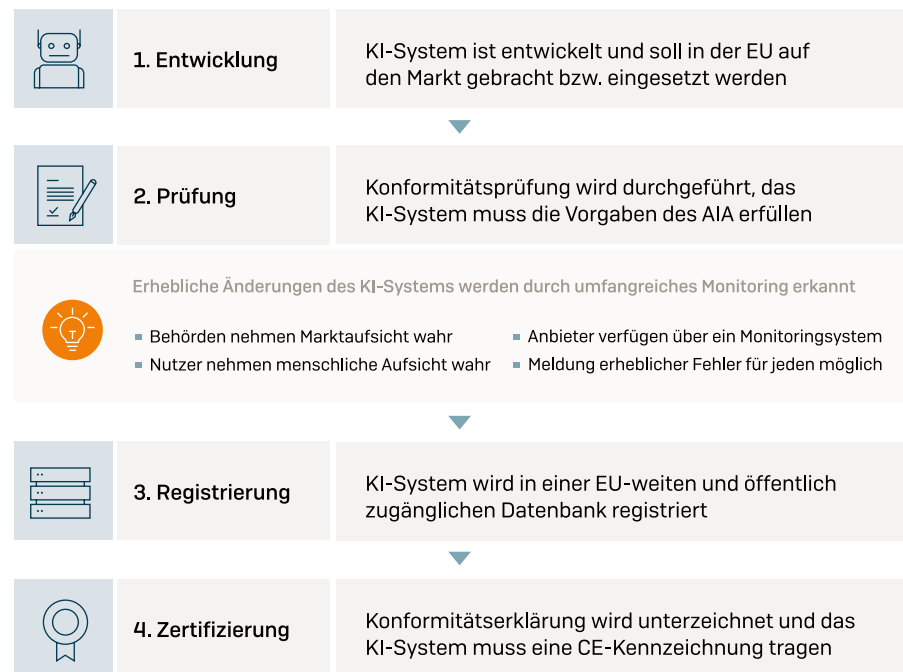 1. Entwicklung
KI-System ist entwickelt und soll in der EU auf
den Markt gebracht bzw. eingesetzt werden
2. Prüfung
Konformitätsprüfung wird durchgeführt, das
KI-System muss die Vorgaben des AIA erfüllen
Erhebliche Änderungen des KI-Systems werden durch umfangreiches Monitoring erkannt
Behörden nehmen Marktaufsicht wahr
Nutzer nehmen menschliche Aufsicht wahr
Anbieter verfügen über ein Monitoringsystem
Meldung erheblicher Fehler für jeden möglich
3. Registrierung
KI-System wird in einer EU-weiten und öffentlich
zugänglichen Datenbank registriert
4. Zertifizierung
Konformitätserklärung wird unterzeichnet und das
KI-System muss eine CE-Kennzeichnung tragen